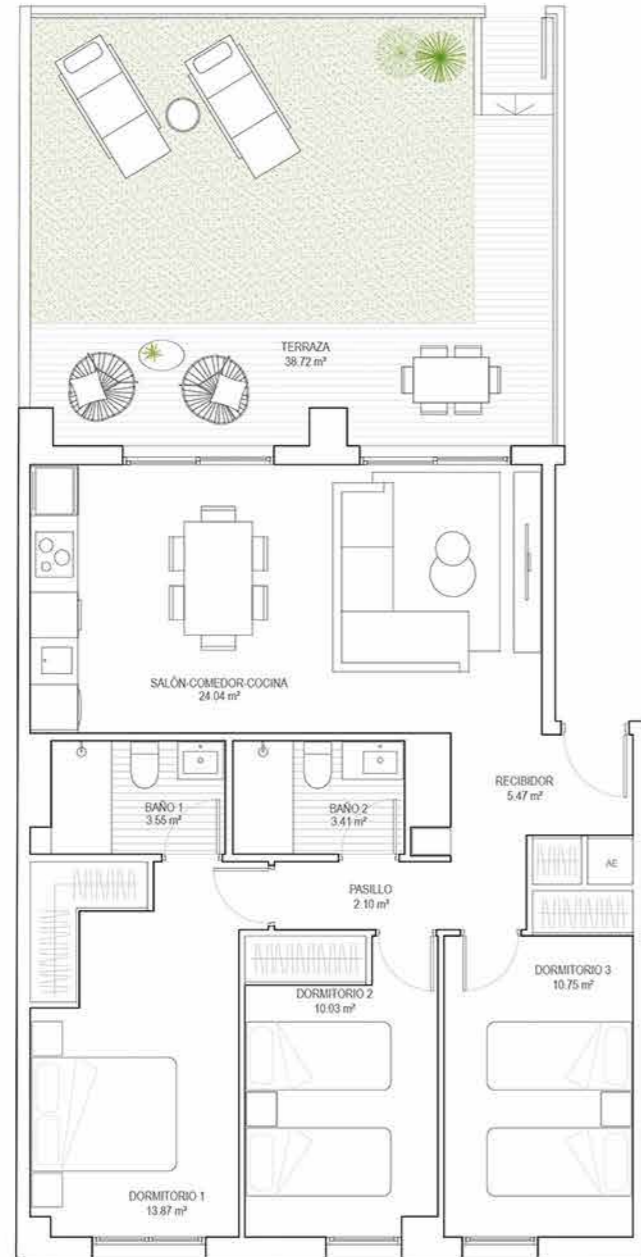 TERRAZA
38.72 m²
SALÓN-COMEDOR-COCINA
24.04 m²
RECIBIDOR
5.47 m²
BAÑO 1
3.55 m²
BAÑO 2
3.41 m²
AE
PASILLO
2.10 m²
DORMITORIO 3
10.75 m²
DORMITORIO 2
10.03 m²
DORMITORIO 1
13.87 m²